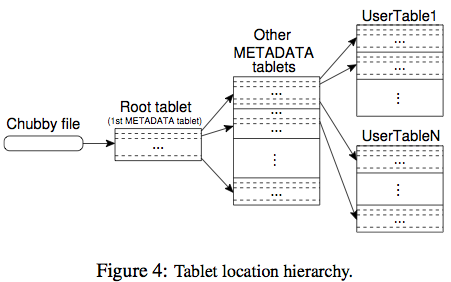 UserTable1
...
...
⋮
Other
METADATA
tablets
...
...
⋮
...
Root tablet
(1st METADATA tablet)
...
Chubby file
UserTableN
...
⋮
...
Figure 4: Tablet location hierarchy.